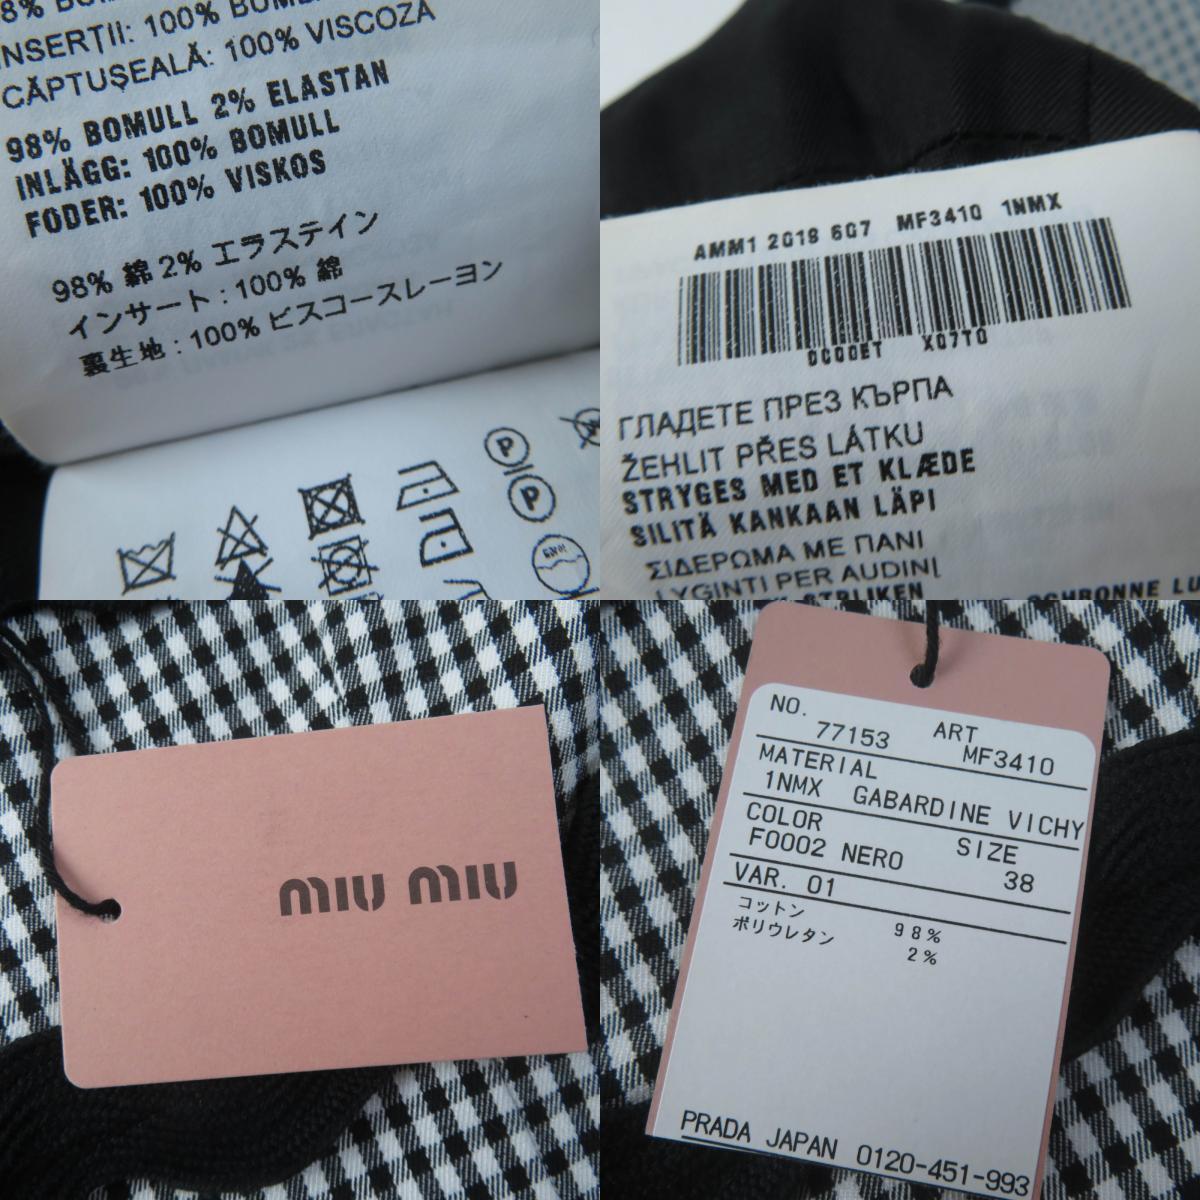 INSERȚII: 100%
CĂPTUȘEALĂ: 100% VISCOZA
98% BOMULL 2% ELASTAN
INLÄGG: 100% BOMULL
FODER: 100% VISKOS
98% 綿 2% エラステイン
インサート : 100% 綿
裏生地 : 100% ビスコースレーヨン
P
P
AMM1 2018 607 MF3410 1NMX
X07T0
ГЛАДЕТЕ ПРЕЗ КЪРПА
ŽEHLIT PŘES LÁTKU
STRYGES MED ET KLÆDE
SILITÄ KANKAAN LÄPI
ΣΙΔΕΡΩΜΑ ΜΕ ΠΑΝΙ
LYGINTI PER AUDINĮ
miu miu
NO. ART
77153 MF3410
MATERIAL
1NMX GABARDINE VICHY
COLOR SIZE
F0002 NERO 38
VAR. 01
コットン 98%
ポリウレタン 2%
PRADA JAPAN 0120-451-993